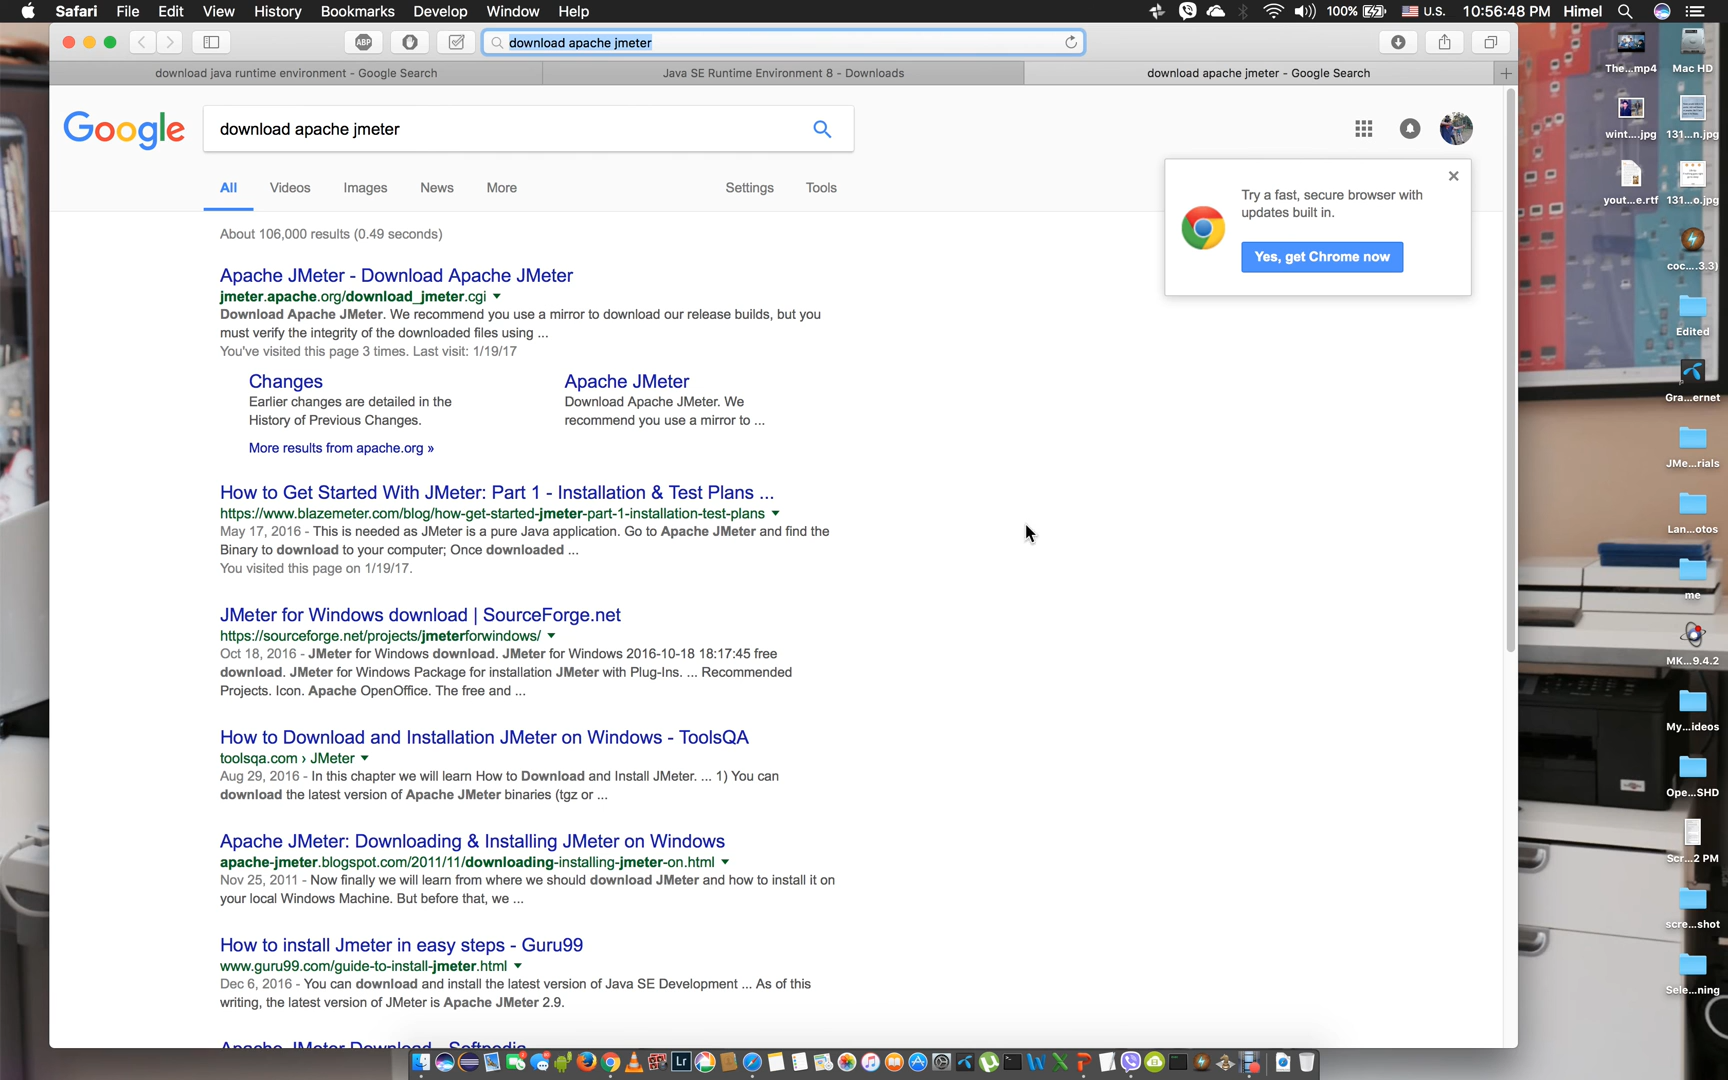 Safari File Edit View History Bookmarks Develop Window Help
100% U.S. 10:56:48 PM Himel
ABP download apache jmeter
download java runtime environment - Google Search
Java SE Runtime Environment 8 - Downloads
download apache jmeter - Google Search
Google
download apache jmeter
All Videos Images News More Settings Tools
Try a fast, secure browser with
updates built in.
Yes, get Chrome now
About 106,000 results (0.49 seconds)
Apache JMeter - Download Apache JMeter
jmeter.apache.org/download_jmeter.cgi
Download Apache JMeter. We recommend you use a mirror to download our release builds, but you
must verify the integrity of the downloaded files using ...
You've visited this page 3 times. Last visit: 1/19/17
Changes
Earlier changes are detailed in the
History of Previous Changes.
Apache JMeter
Download Apache JMeter. We
recommend you use a mirror to ...
More results from apache.org »
How to Get Started With JMeter: Part 1 - Installation & Test Plans ...
https://www.blazemeter.com/blog/how-get-started-jmeter-part-1-installation-test-plans
May 17, 2016 - This is needed as JMeter is a pure Java application. Go to Apache JMeter and find the
Binary to download to your computer; Once downloaded ...
You visited this page on 1/19/17.
JMeter for Windows download | SourceForge.net
https://sourceforge.net/projects/jmeterforwindows/
Oct 18, 2016 - JMeter for Windows download. JMeter for Windows 2016-10-18 18:17:45 free
download. JMeter for Windows Package for installation JMeter with Plug-Ins. ... Recommended
Projects. Icon. Apache OpenOffice. The free and ...
How to Download and Installation JMeter on Windows - ToolsQA
toolsqa.com › JMeter
Aug 29, 2016 - In this chapter we will learn How to Download and Install JMeter. ... 1) You can
download the latest version of Apache JMeter binaries (tgz or ...
Apache JMeter: Downloading & Installing JMeter on Windows
apache-jmeter.blogspot.com/2011/11/downloading-installing-jmeter-on.html
Nov 25, 2011 - Now finally we will learn from where we should download JMeter and how to install it on
your local Windows Machine. But before that, we ...
How to install Jmeter in easy steps - Guru99
www.guru99.com/guide-to-install-jmeter.html
Dec 6, 2016 - You can download and install the latest version of Java SE Development ... As of this
writing, the latest version of JMeter is Apache JMeter 2.9.
Apache JMeter Download - Softpedia
The...mp4
Mac HD
wint....jpg
131...n.jpg
yout...e.rtf
131...o.jpg
coc....3.3)
Edited
Gra...ernet
JMe...rials
Lan...otos
me
MK...9.4.2
My...ideos
Ope...SHD
Scr...2 PM
scre...shot
Sele...ning
Lr